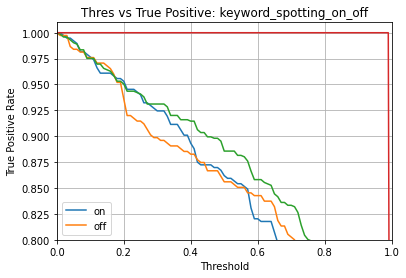 Thres vs True Positive: keyword_spotting_on_off
1.000
0.975
0.950
0.925
0.900
0.875
0.850
0.825
0.800
True Positive Rate
on
off
0.0 0.2 0.4 0.6 0.8 1.0
Threshold